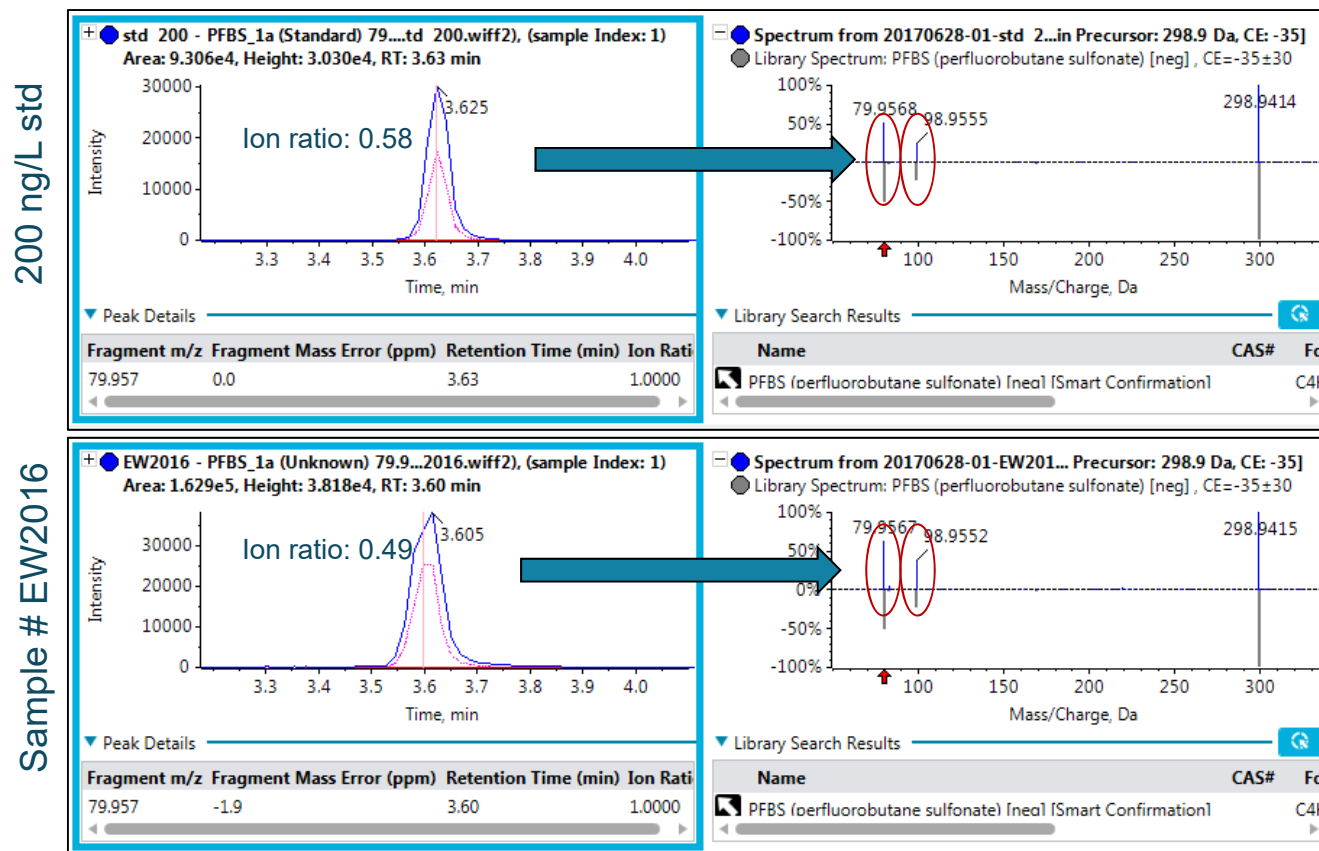 200 ng/L std
std 200 - PFBS_1a (Standard) 79....td 200.wiff2), (sample Index: 1)
Area: 9.306e4, Height: 3.030e4, RT: 3.63 min
30000
20000
10000
0
Intensity
3.625
Ion ratio: 0.58
3.3 3.4 3.5 3.6 3.7 3.8 3.9 4.0
Time, min
Peak Details
Fragment m/z Fragment Mass Error (ppm) Retention Time (min) Ion Rati
79.957 0.0 3.63 1.0000
Spectrum from 20170628-01-std 2...in Precursor: 298.9 Da, CE: -35]
Library Spectrum: PFBS (perfluorobutane sulfonate) [neg] , CE=-35±30
100%
50%
0%
-50%
-100%
79.9568
98.9555
298.9414
100 150 200 250 300
Mass/Charge, Da
Library Search Results
Name CAS# Fo
PFBS (perfluorobutane sulfonate) [neg] [Smart Confirmation] C4H
Sample # EW2016
EW2016 - PFBS_1a (Unknown) 79.9...2016.wiff2), (sample Index: 1)
Area: 1.629e5, Height: 3.818e4, RT: 3.60 min
30000
20000
10000
0
Intensity
3.605
Ion ratio: 0.49
3.3 3.4 3.5 3.6 3.7 3.8 3.9 4.0
Time, min
Peak Details
Fragment m/z Fragment Mass Error (ppm) Retention Time (min) Ion Rati
79.957 -1.9 3.60 1.0000
Spectrum from 20170628-01-EW201... Precursor: 298.9 Da, CE: -35]
Library Spectrum: PFBS (perfluorobutane sulfonate) [neg] , CE=-35±30
100%
50%
0%
-50%
-100%
79.9567
98.9552
298.9415
100 150 200 250 300
Mass/Charge, Da
Library Search Results
Name CAS# Fo
PFBS (perfluorobutane sulfonate) [neg] [Smart Confirmation] C4H